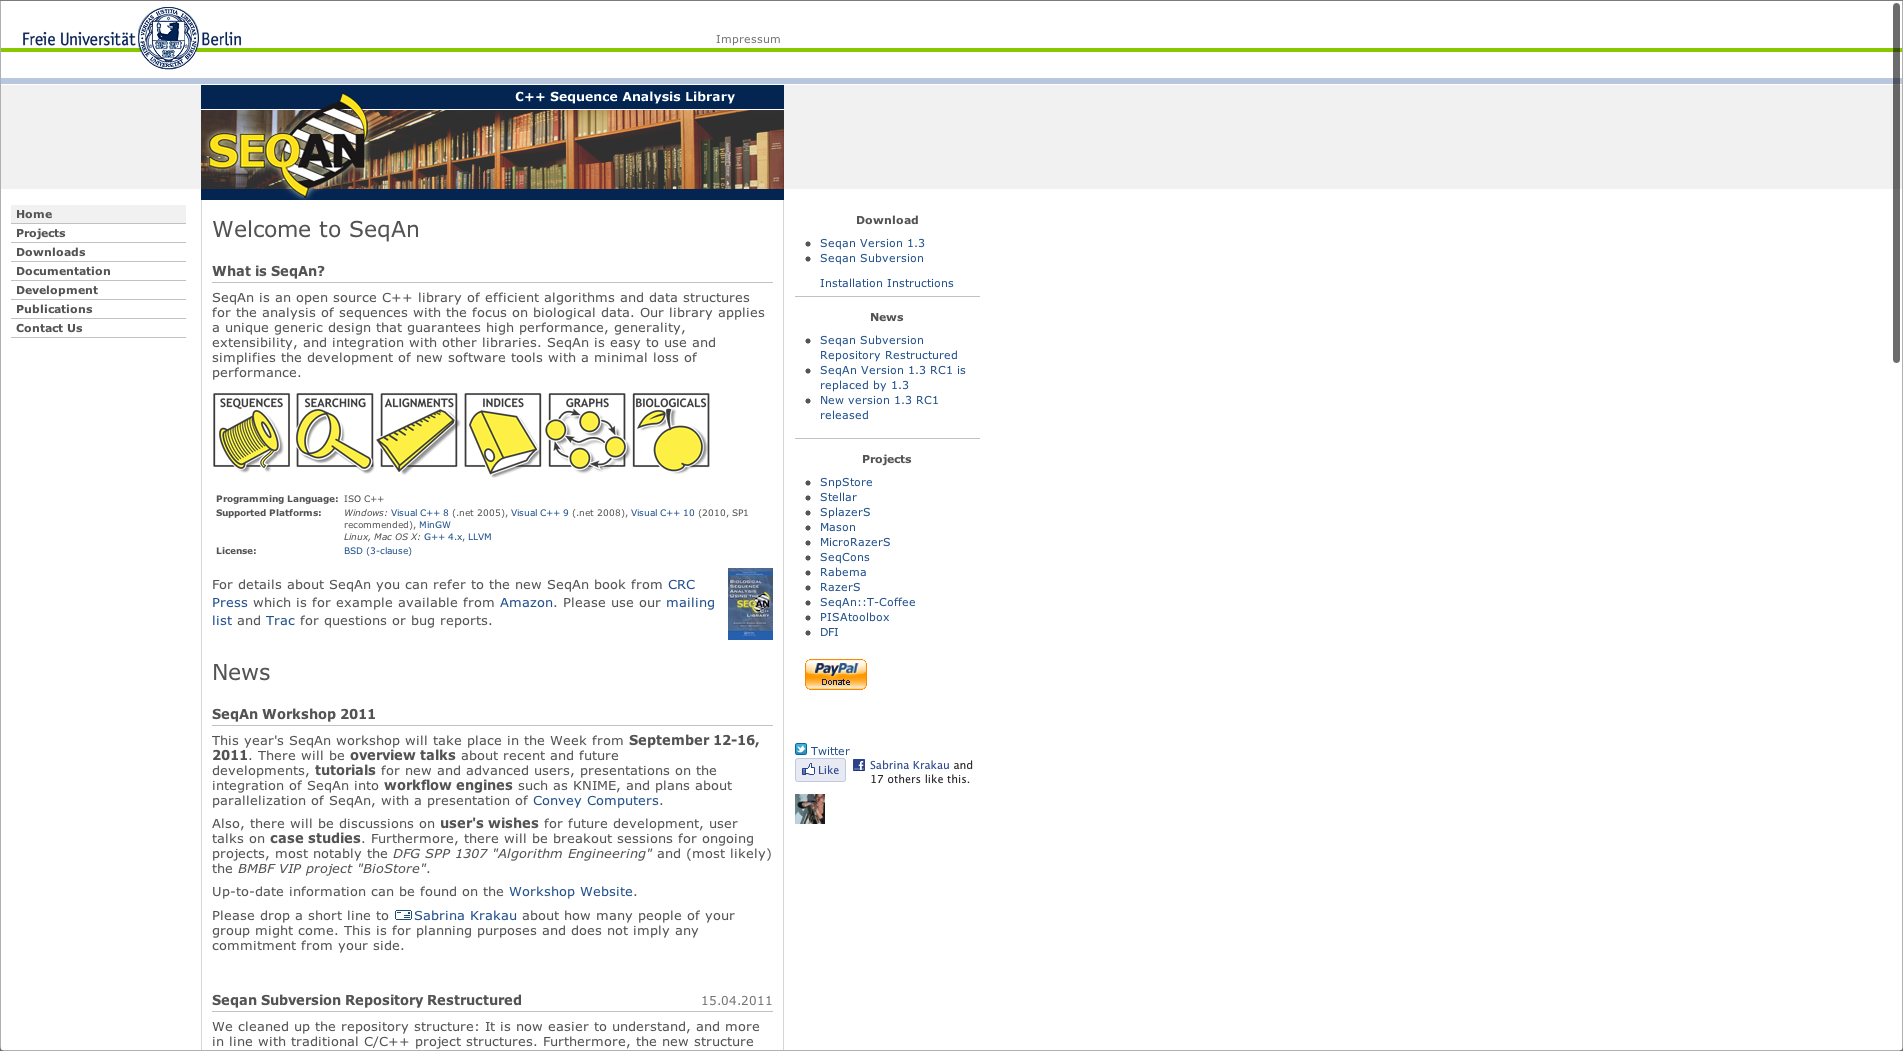 Freie Universität Berlin
Impressum
C++ Sequence Analysis Library
SEQAN
Home
Projects
Downloads
Documentation
Development
Publications
Contact Us
Welcome to SeqAn
What is SeqAn?
SeqAn is an open source C++ library of efficient algorithms and data structures
for the analysis of sequences with the focus on biological data. Our library applies
a unique generic design that guarantees high performance, generality,
extensibility, and integration with other libraries. SeqAn is easy to use and
simplifies the development of new software tools with a minimal loss of
performance.
SEQUENCES SEARCHING ALIGNMENTS INDICES GRAPHS BIOLOGICALS
Programming Language: ISO C++
Supported Platforms: Windows: Visual C++ 8 (.net 2005), Visual C++ 9 (.net 2008), Visual C++ 10 (2010, SP1
recommended), MinGW
Linux, Mac OS X: G++ 4.x, LLVM
License: BSD (3-clause)
For details about SeqAn you can refer to the new SeqAn book from CRC
Press which is for example available from Amazon. Please use our mailing
list and Trac for questions or bug reports.
Biological
Sequence
Analysis
Using the
SEQAN
C++
Library
News
SeqAn Workshop 2011
This year's SeqAn workshop will take place in the Week from September 12-16,
2011. There will be overview talks about recent and future
developments, tutorials for new and advanced users, presentations on the
integration of SeqAn into workflow engines such as KNIME, and plans about
parallelization of SeqAn, with a presentation of Convey Computers.
Also, there will be discussions on user's wishes for future development, user
talks on case studies. Furthermore, there will be breakout sessions for ongoing
projects, most notably the DFG SPP 1307 "Algorithm Engineering" and (most likely)
the BMBF VIP project "BioStore".
Up-to-date information can be found on the Workshop Website.
Please drop a short line to Sabrina Krakau about how many people of your
group might come. This is for planning purposes and does not imply any
commitment from your side.
Seqan Subversion Repository Restructured 15.04.2011
We cleaned up the repository structure: It is now easier to understand, and more
in line with traditional C/C++ project structures. Furthermore, the new structure
Download
Seqan Version 1.3
Seqan Subversion
Installation Instructions
News
Seqan Subversion
Repository Restructured
SeqAn Version 1.3 RC1 is
replaced by 1.3
New version 1.3 RC1
released
Projects
SnpStore
Stellar
SplazerS
Mason
MicroRazerS
SeqCons
Rabema
RazerS
SeqAn::T-Coffee
PISAtoolbox
DFI
PayPal
Donate
Twitter
Like Sabrina Krakau and
17 others like this.